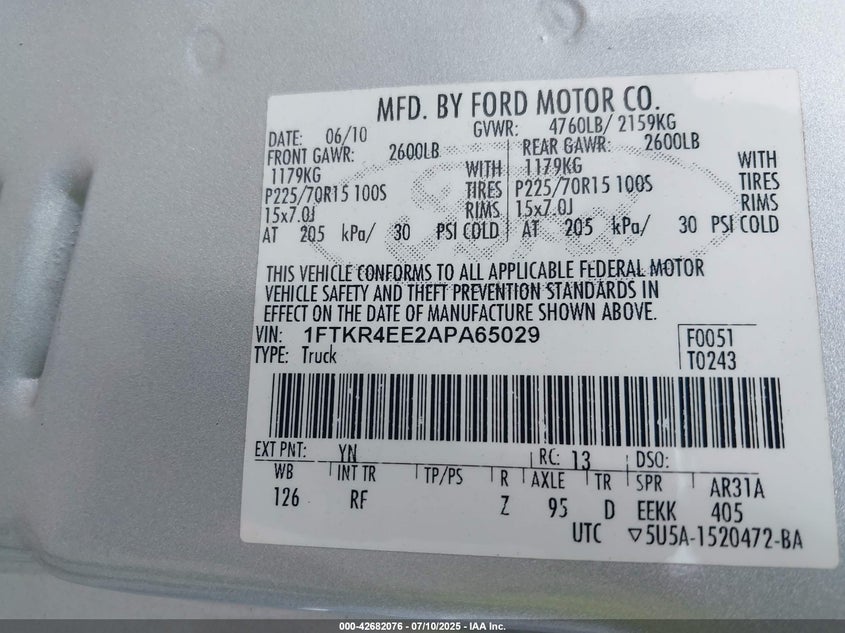 MFD. BY FORD MOTOR CO.
DATE: 06/10 GVWR: 4760LB/ 2159KG
FRONT GAWR: 2600LB REAR GAWR: 2600LB
1179KG WITH 1179KG WITH
P225/70R15 100S TIRES P225/70R15 100S TIRES
15x7.0J RIMS 15x7.0J RIMS
AT 205 kPa/ 30 PSI COLD AT 205 kPa/ 30 PSI COLD
THIS VEHICLE CONFORMS TO ALL APPLICABLE FEDERAL MOTOR
VEHICLE SAFETY AND THEFT PREVENTION STANDARDS IN
EFFECT ON THE DATE OF MANUFACTURE SHOWN ABOVE.
VIN: 1FTKR4EE2APA65029 F0051
TYPE: Truck T0243
EXT PNT: YN RC: 13 DSO:
WB INT TR TP/PS R AXLE TR SPR AR31A
126 RF Z 95 D EEKK 405
UTC ▽5U5A-1520472-BA
000-42682076 - 07/10/2025 - IAA Inc.